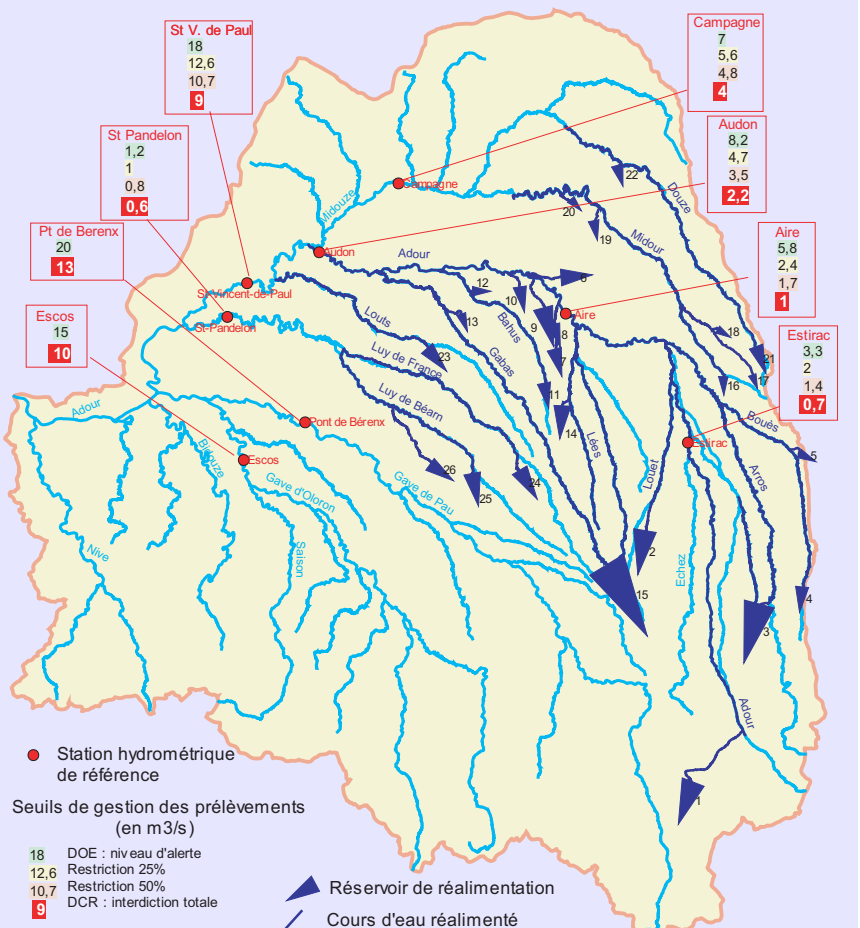 St V. de Paul
18
12,6
10,7
9
Campagne
7
5,6
4,8
4
St Pandelon
1,2
1
0,8
0,6
Audon
8,2
4,7
3,5
2,2
Pt de Berenx
20
13
Aire
5,8
2,4
1,7
1
Escos
15
10
Estirac
3,3
2
1,4
0,7
Campagne
Midouze
22
Douze
20
19
Midour
Audon
Adour
6
St-Vincent-de-Paul
12
10
Bahus
9
8
7
Aire
St-Pandelon
Louts
13
Gabas
23
18
21
17
16
Luy de France
Luy de Béarn
11
14
Lées
Boués
5
Adour
Pont de Bérenx
Estirac
Bidouze
Escos
Gave d'Oloron
Gave de Pau
26
25
24
Louet
Arros
Nive
Saison
2
15
Echez
3
4
Adour
1
Station hydrométrique
de référence
Seuils de gestion des prélèvements
(en m3/s)
18 DOE : niveau d'alerte
12,6 Restriction 25%
10,7 Restriction 50%
9 DCR : interdiction totale
Réservoir de réalimentation
Cours d'eau réalimenté